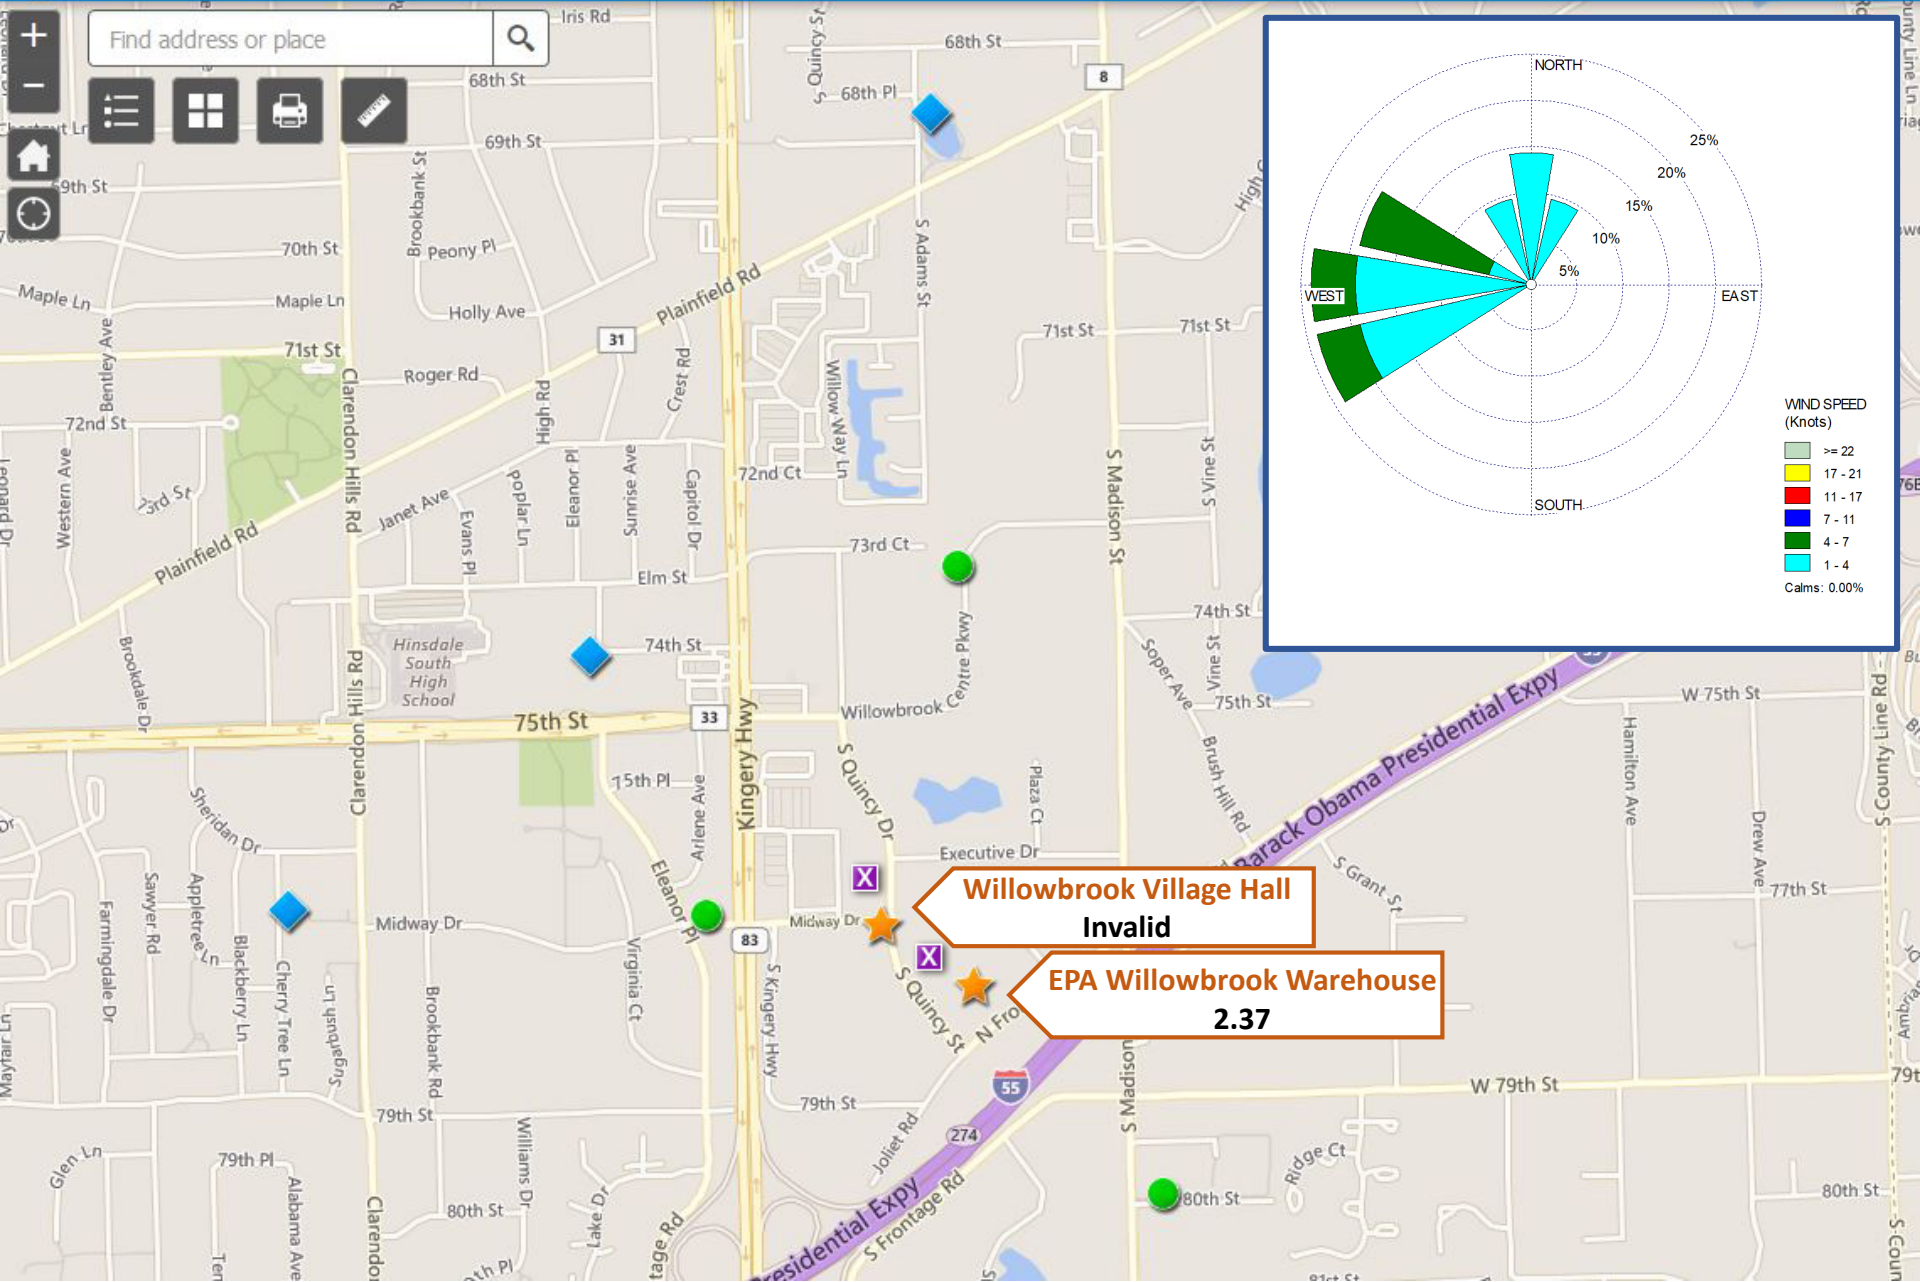 Find address or place
Iris Rd
68th St
S Quincy St
68th St
68th Pl
8
69th St
69th St
Brookbank St
70th St
Peony Pl
S Adams St
Maple Ln
Maple Ln
Holly Ave
Plainfield Rd
31
71st St
71st St
71st St
Bentley Ave
Roger Rd
Crest Rd
Willow Way Ln
Clarendon Hills Rd
High Rd
72nd St
72nd Ct
Western Ave
Poplar Ln
Eleanor Pl
Sunrise Ave
Capitol Dr
S Madison St
S Vine St
Janet Ave
Evans Pl
Plainfield Rd
73rd Ct
Elm St
74th St
Hinsdale
South
High
School
74th St
Brookdale Dr
Clarendon Hills Rd
Kingery Hwy
Willowbrook Centre Pkwy
Soper Ave
Vine St
75th St
75th St
33
W 75th St
15th Pl
Arlene Ave
S Quincy Dr
Plaza Ct
Brush Hill Rd
Barack Obama Presidential Expy
Hamilton Ave
Drew Ave
S County Line Rd
Sheridan Dr
Executive Dr
S Grant St
77th St
Eleanor Pl
X
Willowbrook Village Hall
Invalid
Farmingdale Dr
Sawyer Rd
Appletree Ln
Blackberry Ln
Cherry Tree Ln
Sugarbush Ln
Midway Dr
Brookbank Rd
Virginia Ct
83
Midway Dr
X
EPA Willowbrook Warehouse
2.37
S Kingery Hwy
S Quincy St
N Fro
55
S Madison
W 79th St
79th St
79th St
Joliet Rd
274
Glen Ln
79th Pl
Alabama Ave
Williams Dr
80th St
Lake Dr
Presidential Expy
S Frontage Rd
80th St
Ridge Ct
80th St
NORTH
25%
20%
15%
10%
5%
WEST
EAST
SOUTH
WIND SPEED
(Knots)
>= 22
17 - 21
11 - 17
7 - 11
4 - 7
1 - 4
Calms: 0.00%